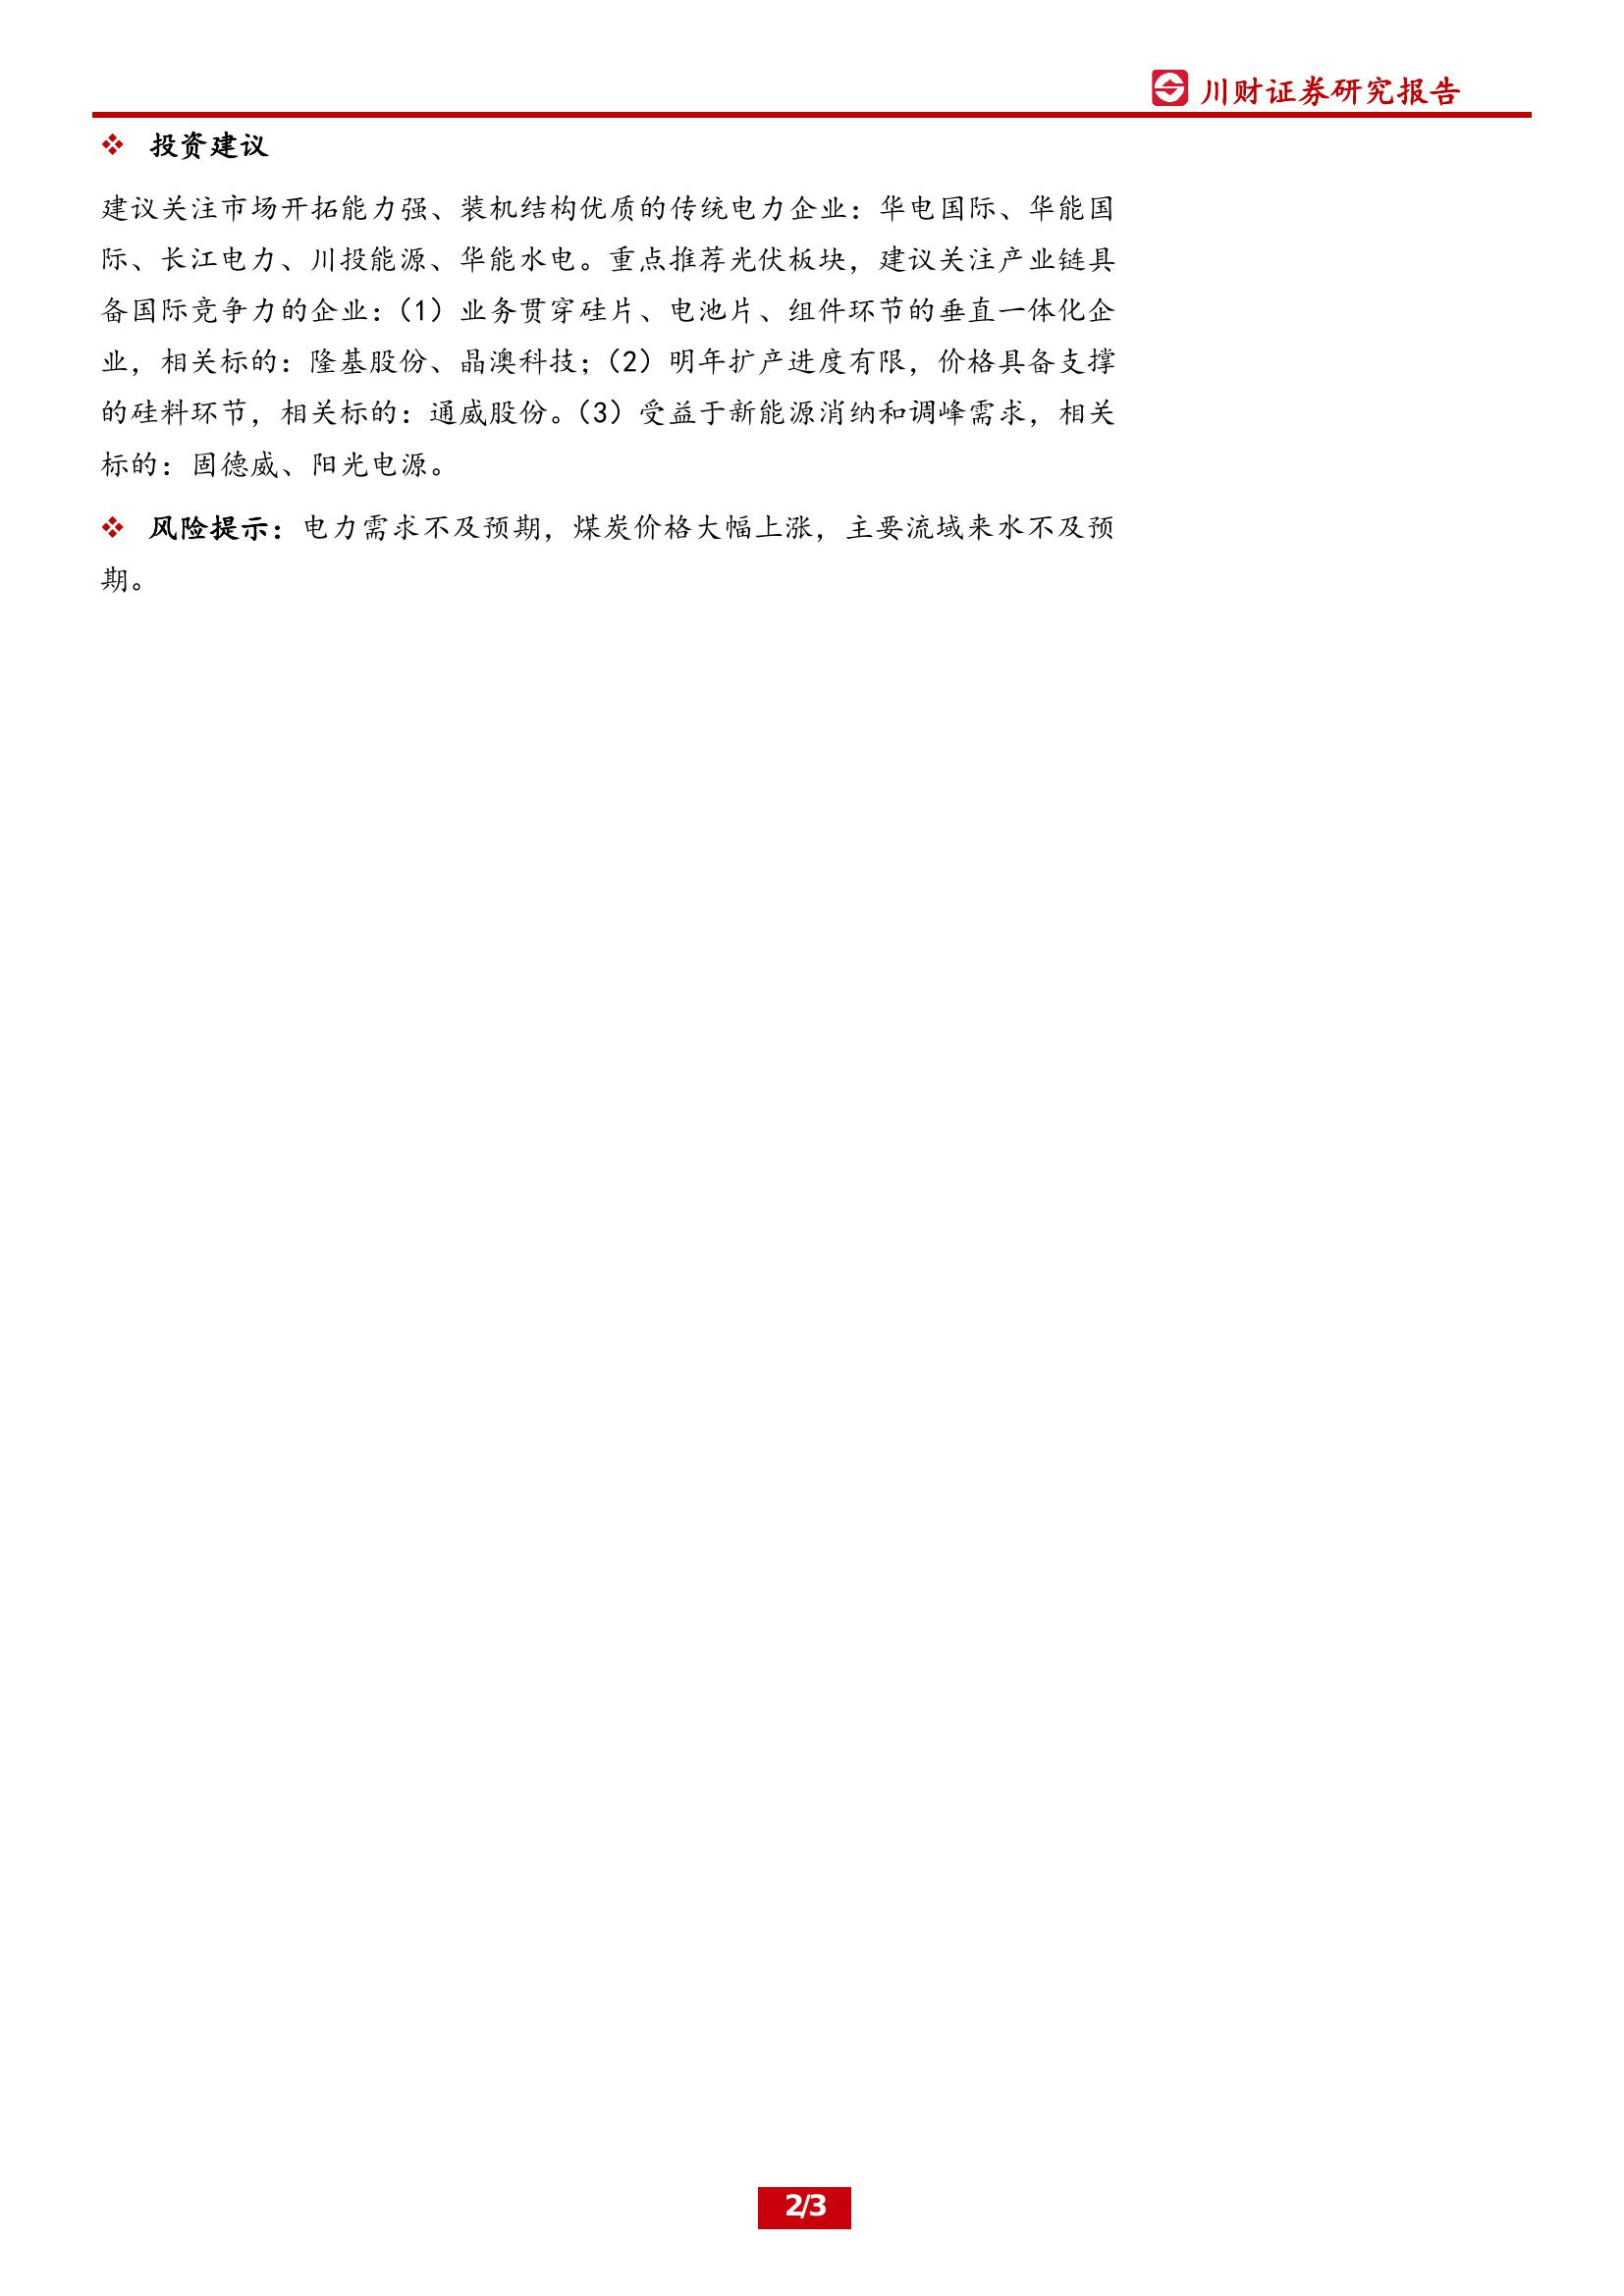 川财证券研究报告
❖ 投资建议
建议关注市场开拓能力强、装机结构优质的传统电力企业：华电国际、华能国
际、长江电力、川投能源、华能水电。重点推荐光伏板块，建议关注产业链具
备国际竞争力的企业：（1）业务贯穿硅片、电池片、组件环节的垂直一体化企
业，相关标的：隆基股份、晶澳科技；（2）明年扩产进度有限，价格具备支撑
的硅料环节，相关标的：通威股份。（3）受益于新能源消纳和调峰需求，相关
标的：固德威、阳光电源。
❖ 风险提示：电力需求不及预期，煤炭价格大幅上涨，主要流域来水不及预
期。
2/3